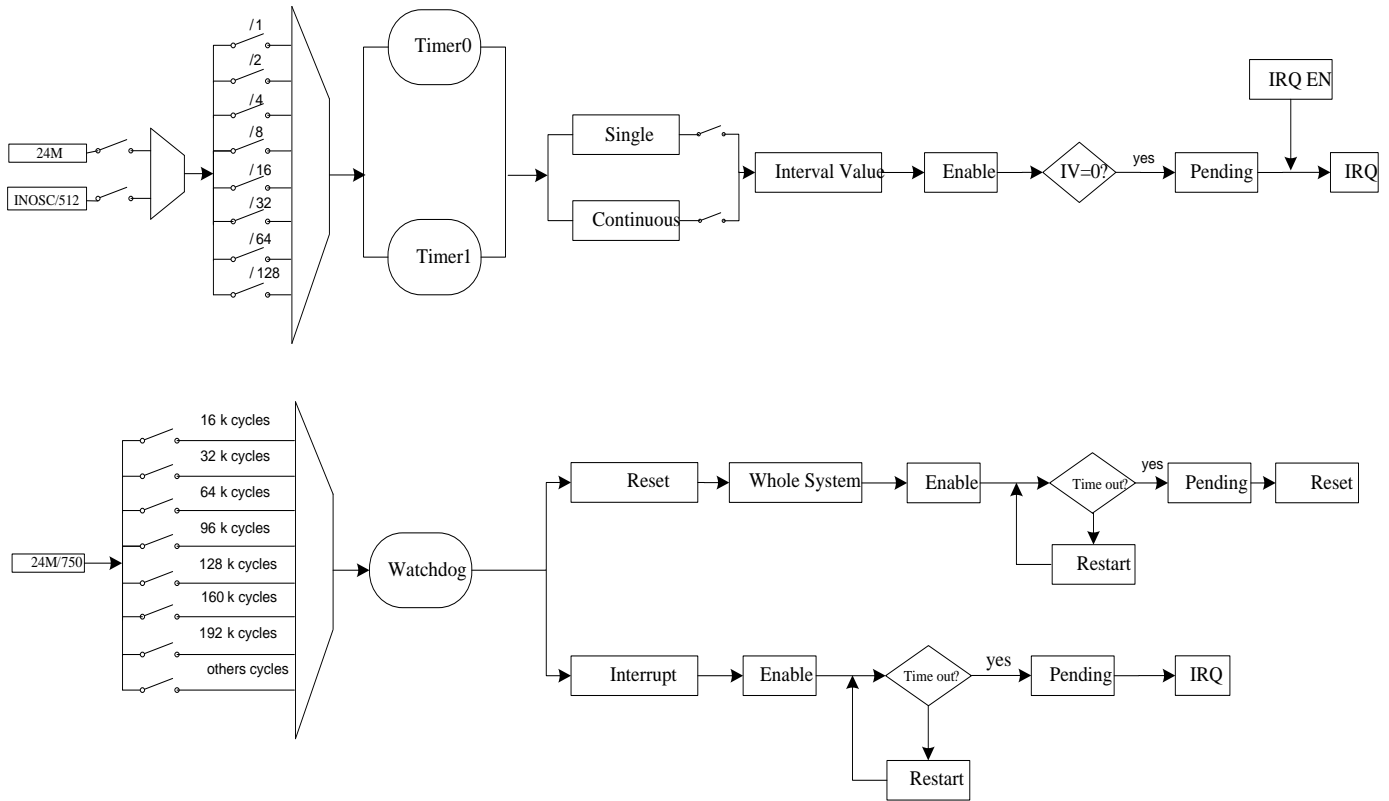 / 1
/2
/ 4
/ 8
/ 16
/ 32
/ 64
/ 128
24M
INOSC/512
Timer0
Timer1
Single
Continuous
Interval Value
Enable
IV=0?
yes
Pending
IRQ EN
IRQ
16 k cycles
32 k cycles
64 k cycles
96 k cycles
128 k cycles
160 k cycles
192 k cycles
others cycles
24M/750
Watchdog
Reset
Whole System
Enable
Time out?
yes
Pending
Reset
Restart
Interrupt
Enable
Time out?
yes
Pending
IRQ
Restart